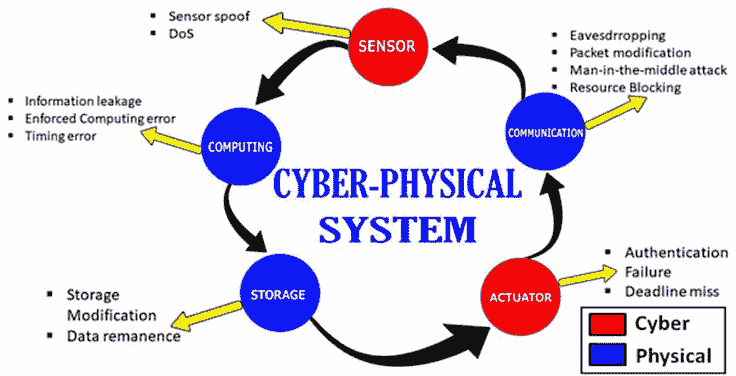 ▪ Sensor spoof
▪ DoS
SENSOR
▪ Eavesdrropping
▪ Packet modification
▪ Man-in-the-middle attack
▪ Resource Blocking
▪ Information leakage
▪ Enforced Computing error
▪ Timing error
COMPUTING
COMMUNICATION
CYBER-PHYSICAL
SYSTEM
▪ Storage
Modification
▪ Data remanence
STORAGE
ACTUATOR
▪ Authentication
▪ Failure
▪ Deadline miss
Cyber
Physical